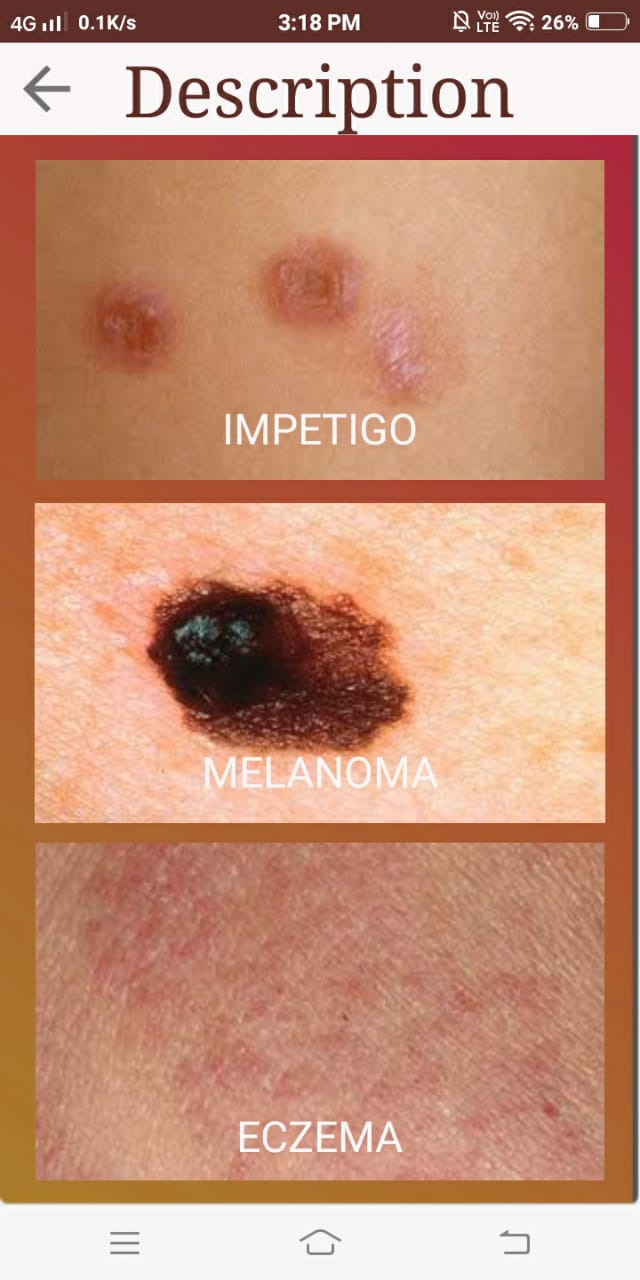 4G 0.1K/s 3:18 PM Vo) LTE 26%
Description
IMPETIGO
MELANOMA
ECZEMA